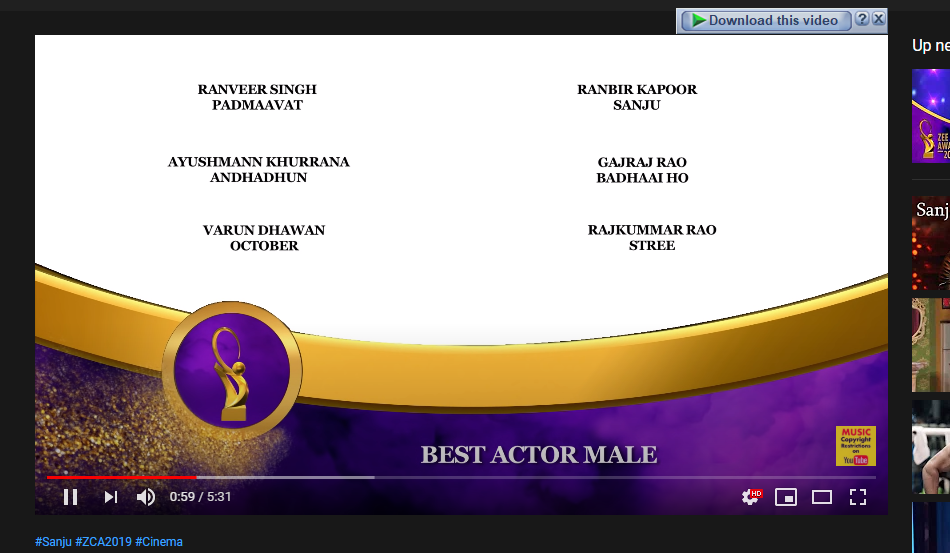 Download this video
Up ne
RANVEER SINGH
PADMAAVAT
RANBIR KAPOOR
SANJU
AYUSHMANN KHURRANA
ANDHADHUN
GAJRAJ RAO
BADHAAI HO
VARUN DHAWAN
OCTOBER
RAJKUMMAR RAO
STREE
ZEE
Sanj
BEST ACTOR MALE
MUSIC
Copyright
Restrictions
on
YouTube
0:59 / 5:31
HD
#Sanju #ZCA2019 #Cinema